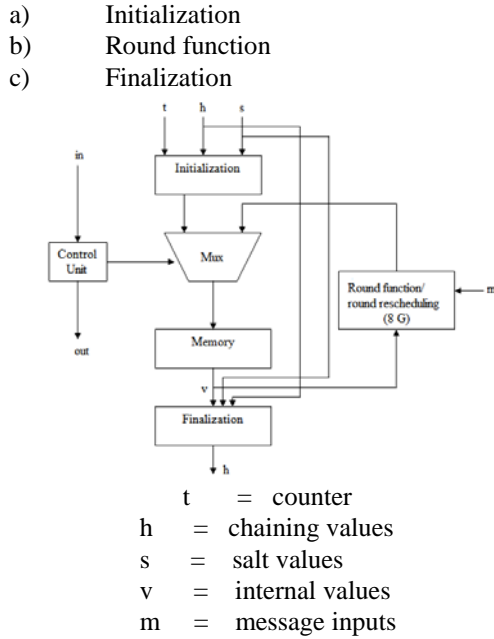 a) Initialization
b) Round function
c) Finalization
t h s
Initialization
in
Control
Unit
Mux
Round function/
round rescheduling
(8 G)
m
out
Memory
v
Finalization
h
t = counter
h = chaining values
s = salt values
v = internal values
m = message inputs